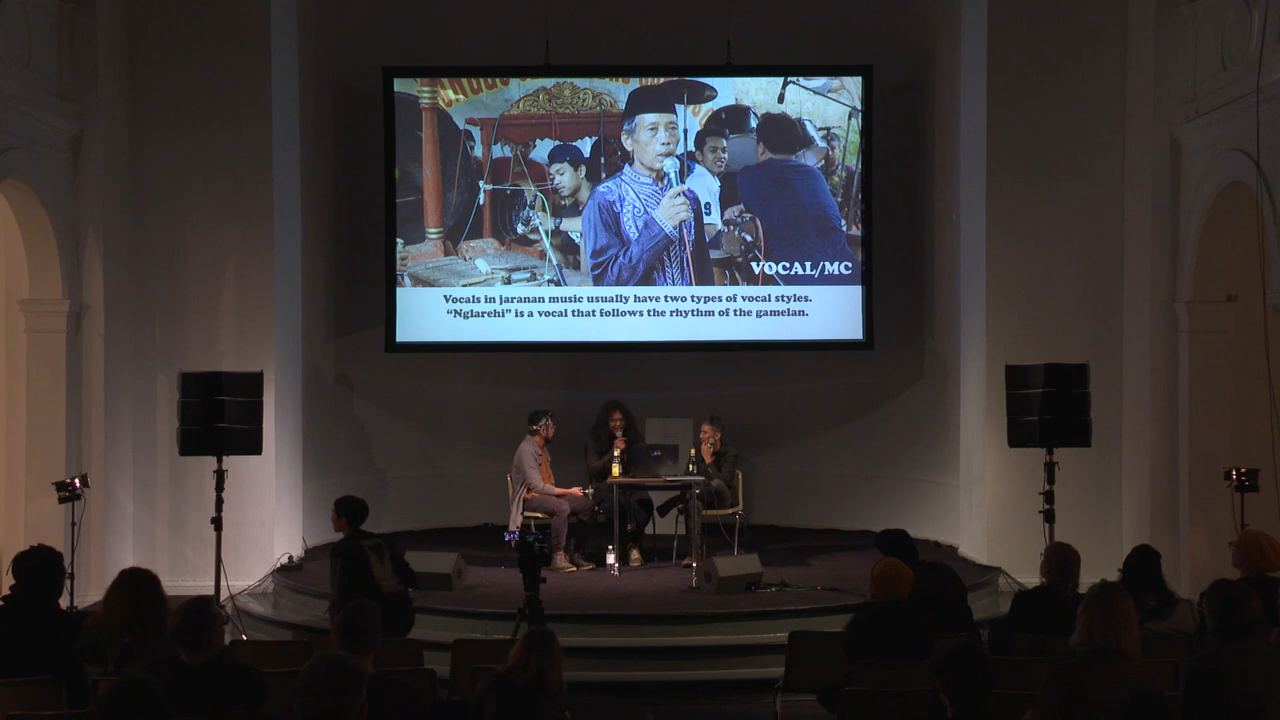 VOCAL/MC
Vocals in jaranan music usually have two types of vocal styles.
“Nglarehi” is a vocal that follows the rhythm of the gamelan.